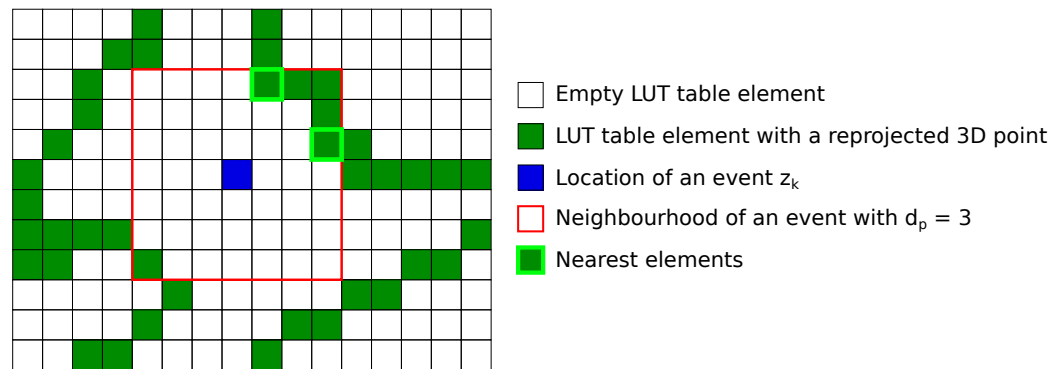 Empty LUT table element
LUT table element with a reprojected 3D point
Location of an event zₖ
Neighbourhood of an event with dₚ = 3
Nearest elements